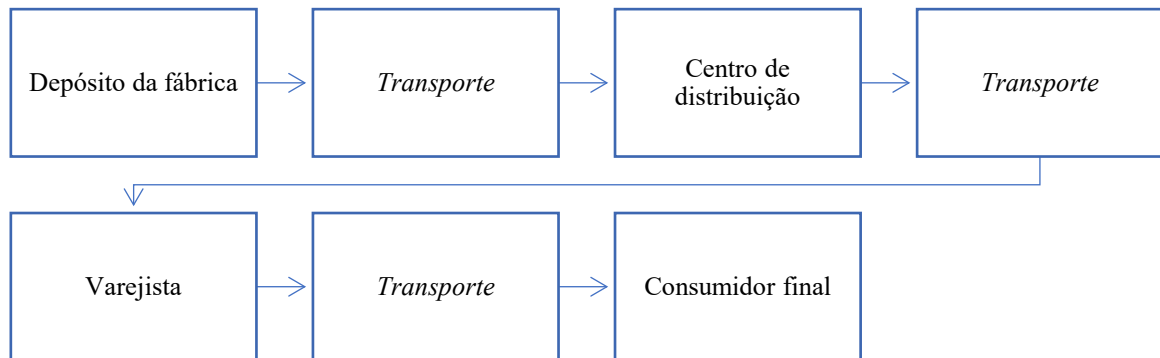 Depósito da fábrica
Transporte
Centro de
distribuição
Transporte
Varejista
Transporte
Consumidor final